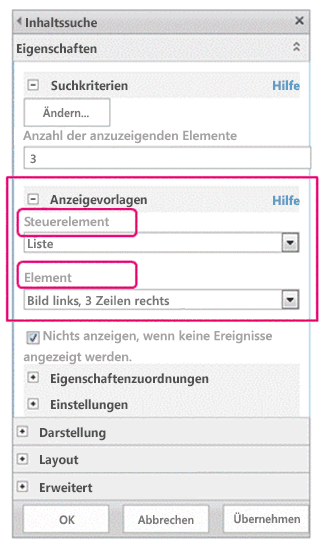 Inhaltssuche
Eigenschaften
Suchkriterien Hilfe
Ändern...
Anzahl der anzuzeigenden Elemente
3
Anzeigevorlagen Hilfe
Steuerelement
Liste
Element
Bild links, 3 Zeilen rechts
Nichts anzeigen, wenn keine Ereignisse
angezeigt werden.
Eigenschaftenzuordnungen
Einstellungen
Darstellung
Layout
Erweitert
OK Abbrechen Übernehmen